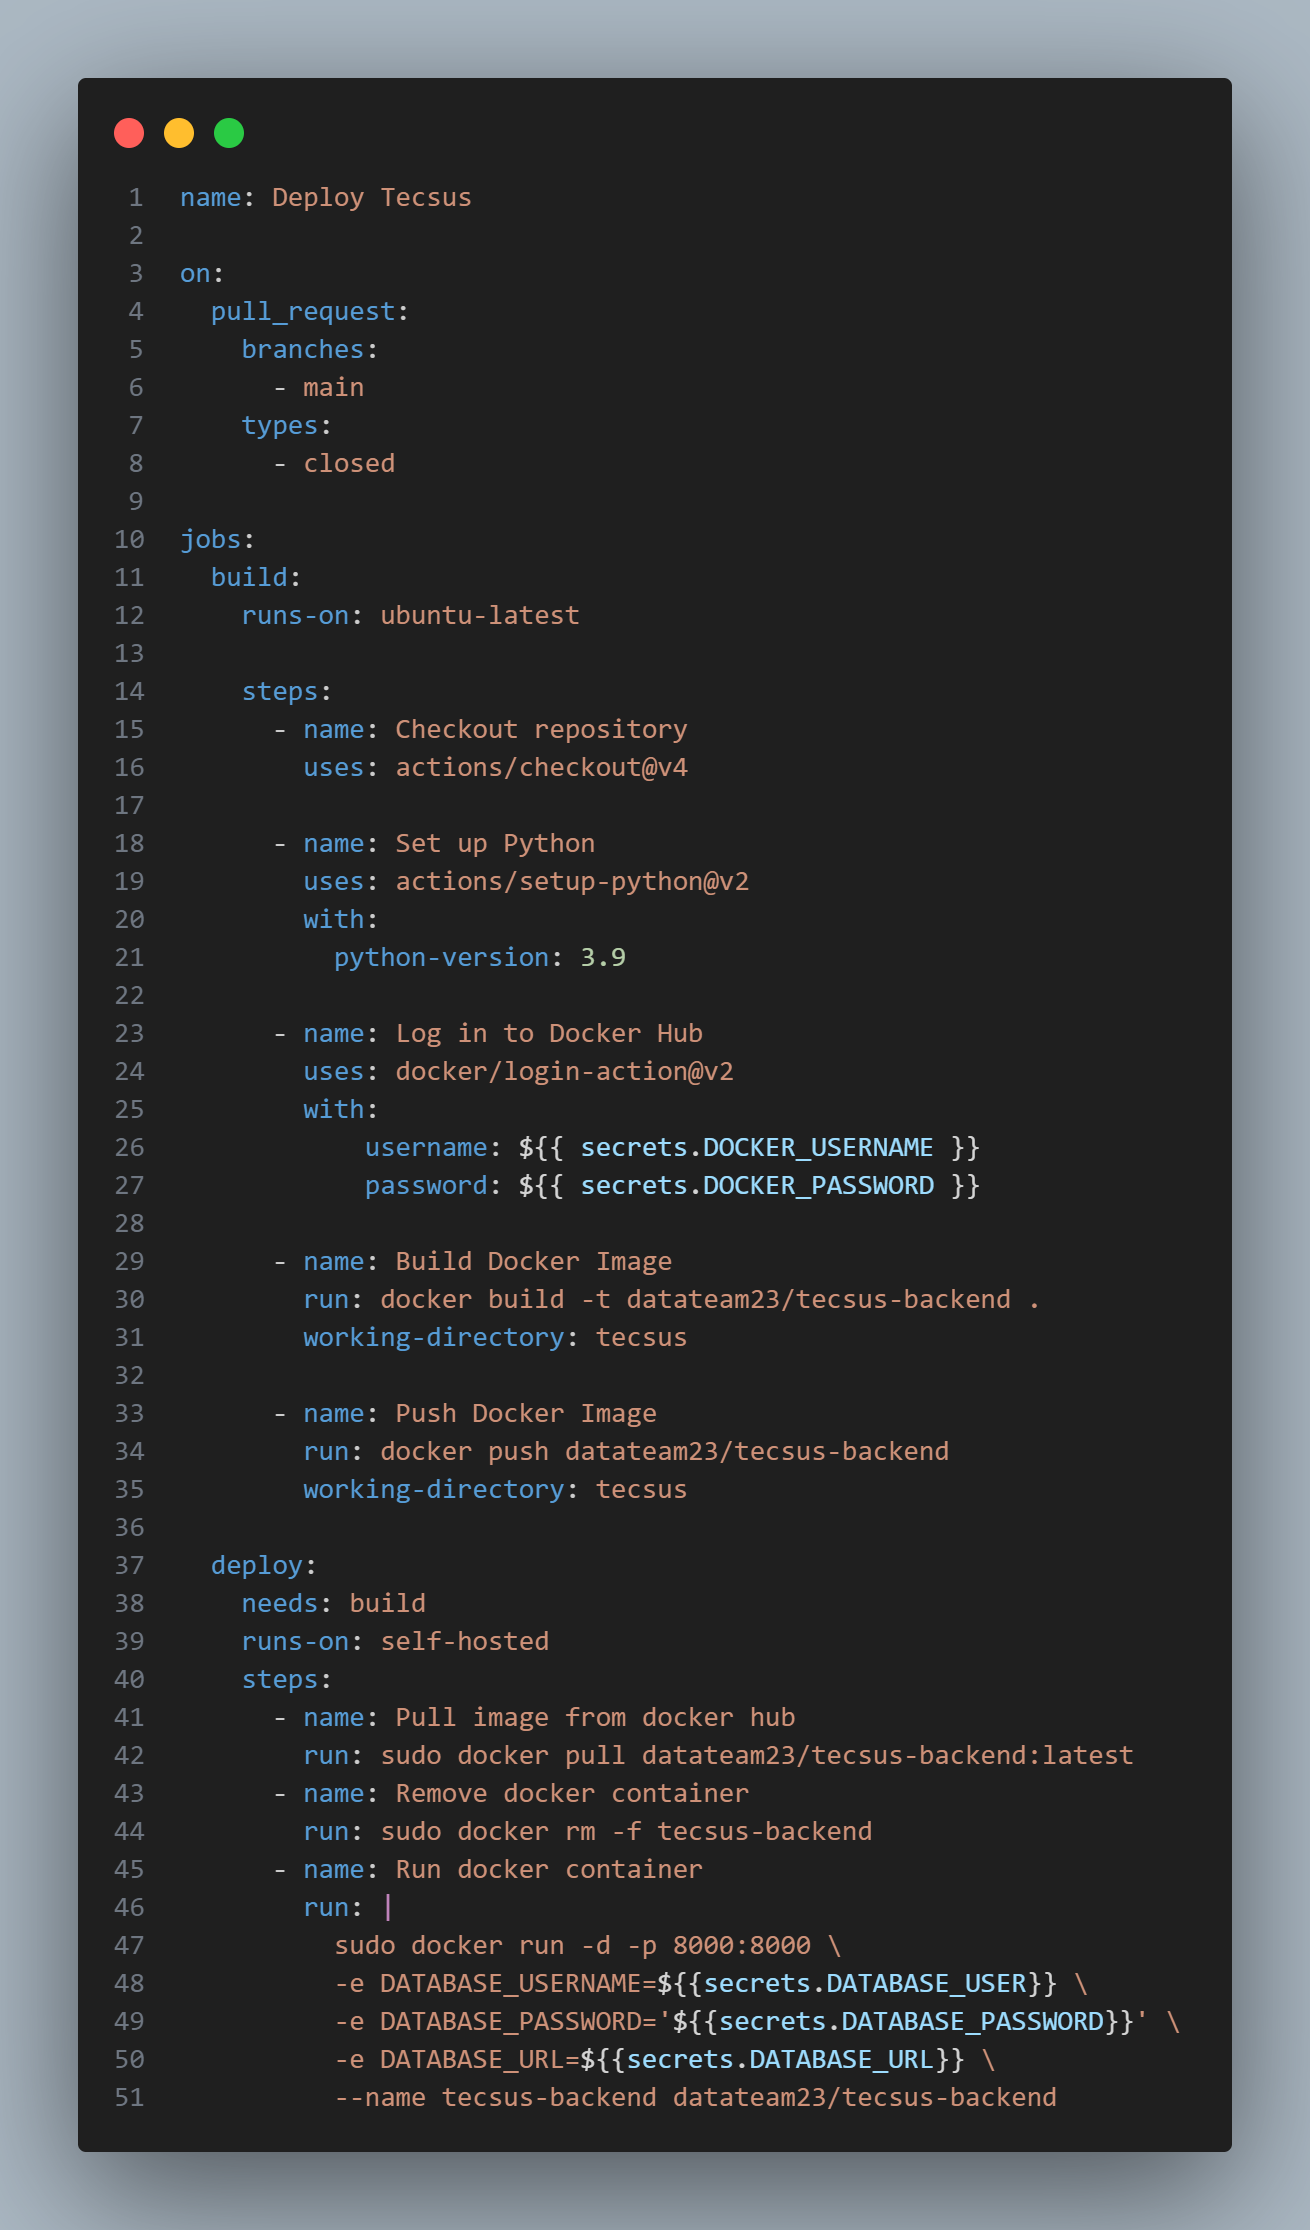 1 name: Deploy Tecsus
2
3 on:
4   pull_request:
5     branches:
6       - main
7     types:
8       - closed
9
10 jobs:
11   build:
12     runs-on: ubuntu-latest
13
14     steps:
15       - name: Checkout repository
16         uses: actions/checkout@v4
17
18       - name: Set up Python
19         uses: actions/setup-python@v2
20         with:
21           python-version: 3.9
22
23       - name: Log in to Docker Hub
24         uses: docker/login-action@v2
25         with:
26             username: ${{ secrets.DOCKER_USERNAME }}
27             password: ${{ secrets.DOCKER_PASSWORD }}
28
29       - name: Build Docker Image
30         run: docker build -t datateam23/tecsus-backend .
31         working-directory: tecsus
32
33       - name: Push Docker Image
34         run: docker push datateam23/tecsus-backend
35         working-directory: tecsus
36
37   deploy:
38     needs: build
39     runs-on: self-hosted
40     steps:
41       - name: Pull image from docker hub
42         run: sudo docker pull datateam23/tecsus-backend:latest
43       - name: Remove docker container
44         run: sudo docker rm -f tecsus-backend
45       - name: Run docker container
46         run: |
47           sudo docker run -d -p 8000:8000 \
48           -e DATABASE_USERNAME=${{secrets.DATABASE_USER}} \
49           -e DATABASE_PASSWORD='${{secrets.DATABASE_PASSWORD}}' \
50           -e DATABASE_URL=${{secrets.DATABASE_URL}} \
51           --name tecsus-backend datateam23/tecsus-backend